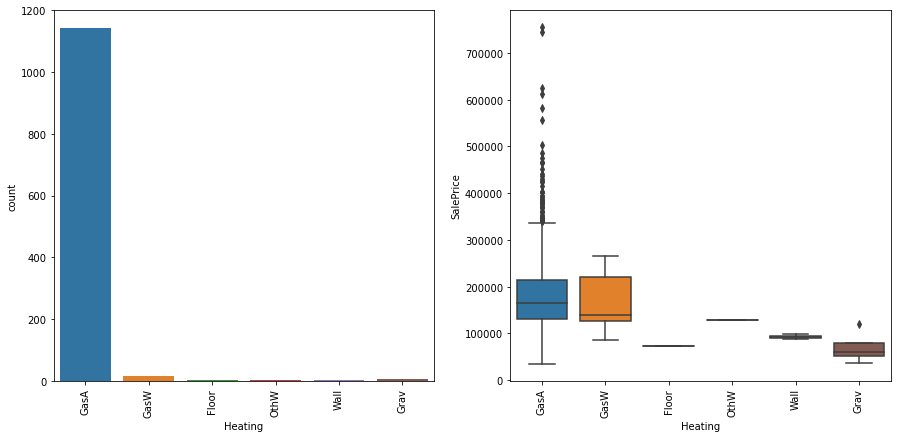 1200
1000
800
600
400
200
0
count
GasA
GasW
Floor
OthW
Wall
Grav
Heating
700000
600000
500000
400000
300000
200000
100000
0
SalePrice
GasA
GasW
Floor
OthW
Wall
Grav
Heating